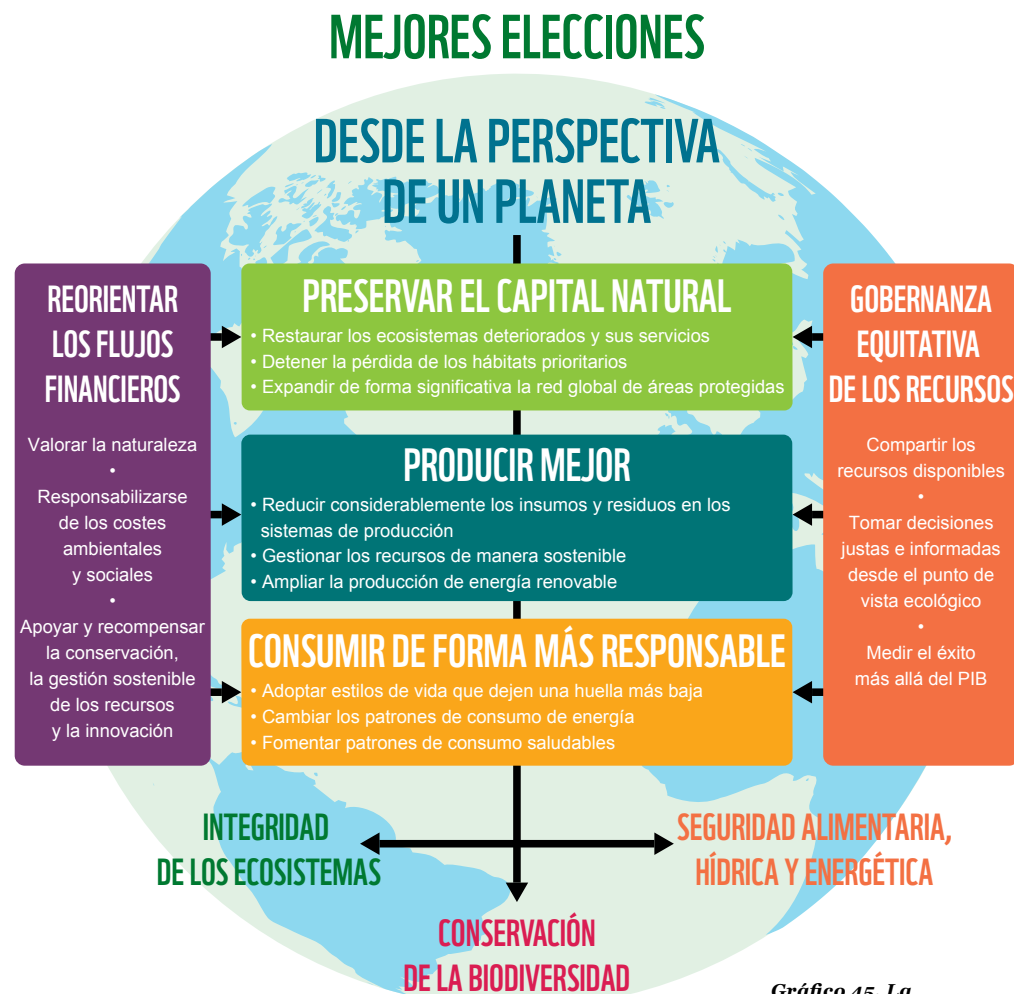 MEJORES ELECCIONES
DESDE LA PERSPECTIVA
DE UN PLANETA
REORIENTAR
LOS FLUJOS
FINANCIEROS
Valorar la naturaleza
•
Responsabilizarse
de los costes
ambientales
y sociales
•
Apoyar y recompensar
la conservación,
la gestión sostenible
de los recursos
y la innovación
PRESERVAR EL CAPITAL NATURAL
• Restaurar los ecosistemas deteriorados y sus servicios
• Detener la pérdida de los hábitats prioritarios
• Expandir de forma significativa la red global de áreas protegidas
PRODUCIR MEJOR
• Reducir considerablemente los insumos y residuos en los
sistemas de producción
• Gestionar los recursos de manera sostenible
• Ampliar la producción de energía renovable
CONSUMIR DE FORMA MÁS RESPONSABLE
• Adoptar estilos de vida que dejen una huella más baja
• Cambiar los patrones de consumo de energía
• Fomentar patrones de consumo saludables
GOBERNANZA
EQUITATIVA
DE LOS RECURSOS
Compartir los
recursos disponibles
•
Tomar decisiones
justas e informadas
desde el punto de
vista ecológico
•
Medir el éxito
más allá del PIB
INTEGRIDAD
DE LOS ECOSISTEMAS
SEGURIDAD ALIMENTARIA,
HÍDRICA Y ENERGÉTICA
CONSERVACIÓN
DE LA BIODIVERSIDAD
Gráfico 45. La